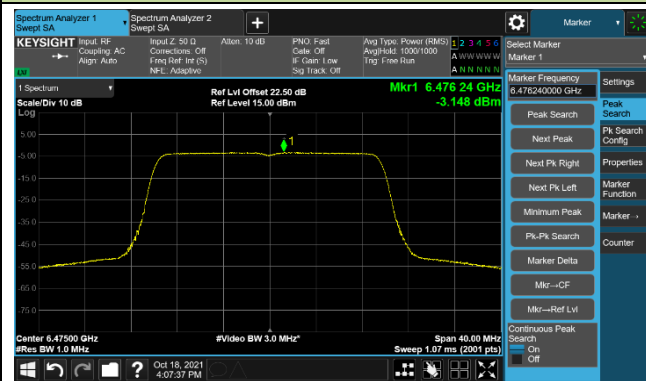 Spectrum Analyzer 1
Swept SA
Spectrum Analyzer 2
Swept SA
+
Marker
KEYSIGHT
Input: RF
Coupling: AC
Align: Auto
Input Z: 50 Ω
Corrections: Off
Freq Ref: Int (S)
NFE: Adaptive
Atten: 10 dB
PNO: Fast
Gate: Off
IF Gain: Low
Sig Track: Off
Avg Type: Power (RMS)
Avg|Hold: 1000/1000
Trig: Free Run
1 2 3 4 5 6
A W W W W W
A N N N N N
Select Marker
Marker 1
LXI
1 Spectrum
Scale/Div 10 dB
Log
Ref Lvl Offset 22.50 dB
Ref Level 15.00 dBm
Mkr1 6.476 24 GHz
-3.148 dBm
Marker Frequency
6.476240000 GHz
Settings
Peak Search
Peak
Search
Next Peak
Pk Search
Config
Next Pk Right
Properties
Next Pk Left
Marker
Function
Minimum Peak
Marker→
Pk-Pk Search
Counter
Marker Delta
Mkr→CF
Mkr→Ref Lvl
Continuous Peak
Search
On
Off
5.00
1
-5.00
-15.0
-25.0
-35.0
-45.0
-55.0
-65.0
-75.0
Center 6.47500 GHz
#Res BW 1.0 MHz
#Video BW 3.0 MHz*
Span 40.00 MHz
Sweep 1.07 ms (2001 pts)
?
Oct 18, 2021
4:07:37 PM